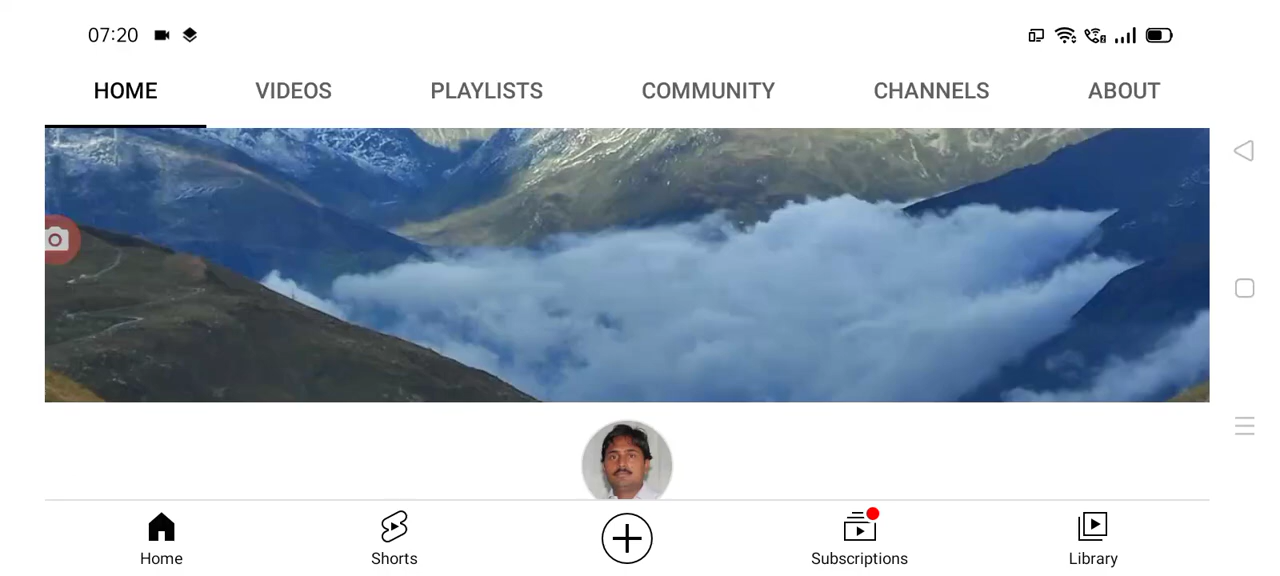 07:20
HOME VIDEOS PLAYLISTS COMMUNITY CHANNELS ABOUT
Home Shorts Subscriptions Library